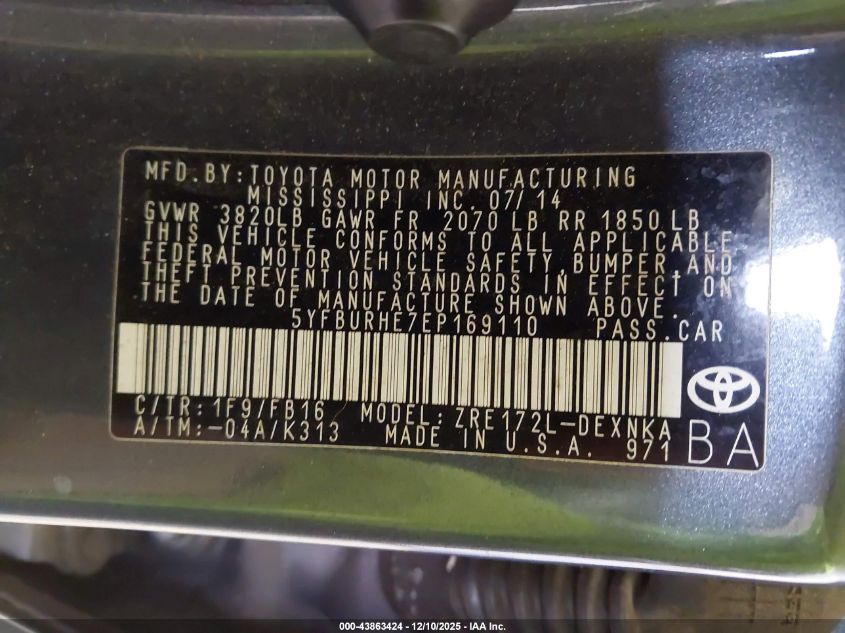 MFD.BY:TOYOTA MOTOR MANUFACTURING
MISSISSIPPI INC. 07/14
GVWR 3820LB GAWR FR 2070 LB RR 1850 LB
THIS VEHICLE CONFORMS TO ALL APPLICABLE
FEDERAL MOTOR VEHICLE SAFETY,BUMPER,AND
THEFT PREVENTION STANDARDS IN EFFECT ON
THE DATE OF MANUFACTURE SHOWN ABOVE.
5YFBURHE7EP169110 PASS.CAR
C/TR:1F9/FB16 MODEL:ZRE172L-DEXNKA
A/TM:-04A/K313 MADE IN U.S.A. 971
BA
000-43863424 - 12/10/2025 - IAA Inc.